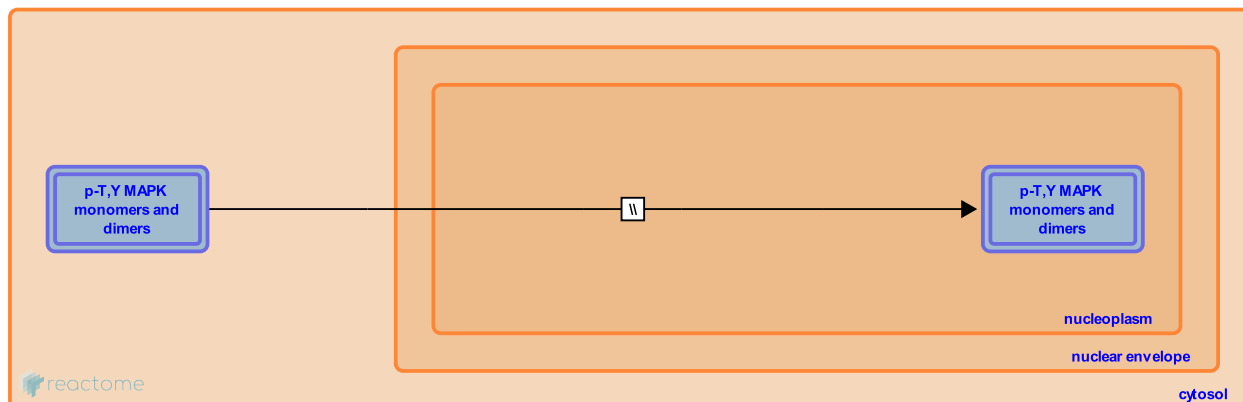 p-T,Y MAPK
monomers and
dimers
\\
p-T,Y MAPK
monomers and
dimers
nucleoplasm
nuclear envelope
reactome
cytosol